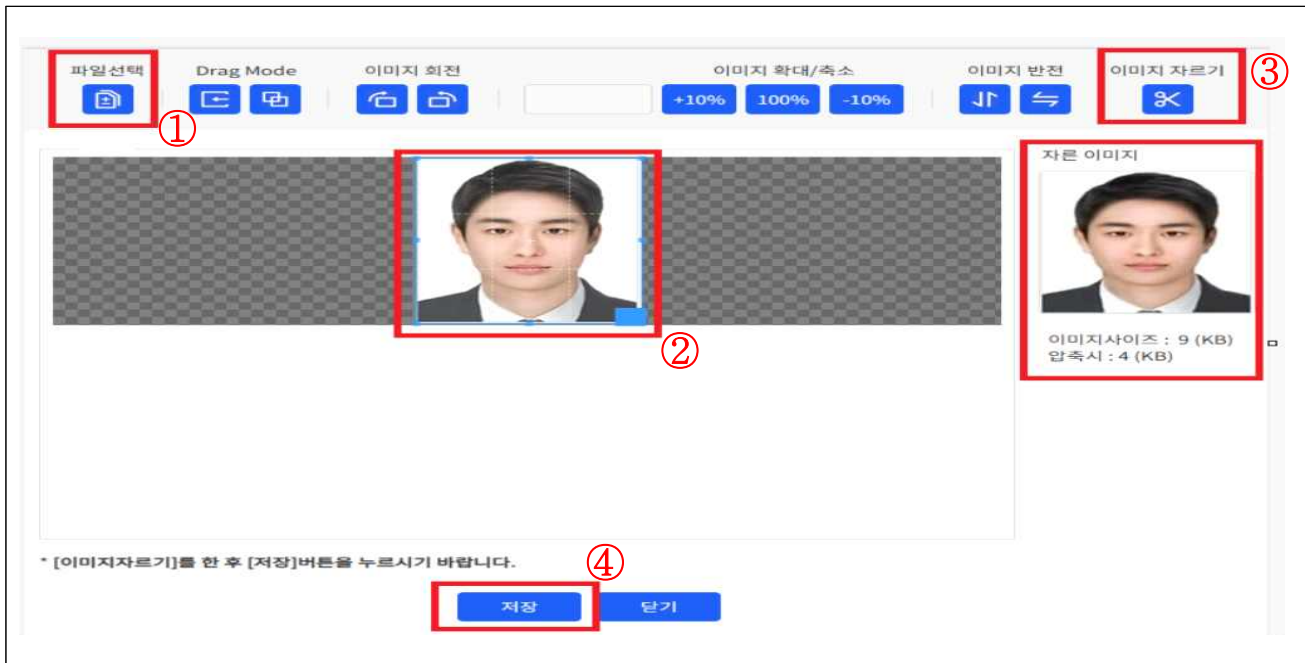 파일선택 Drag Mode 이미지 회전 이미지 확대/축소 이미지 반전 이미지 자르기 ③
+10% 100% -10%
①
자른 이미지
②
이미지사이즈 : 9 (KB)
압축시 : 4 (KB)
* [이미지자르기]를 한 후 [저장]버튼을 누르시기 바랍니다.
④
저장 닫기